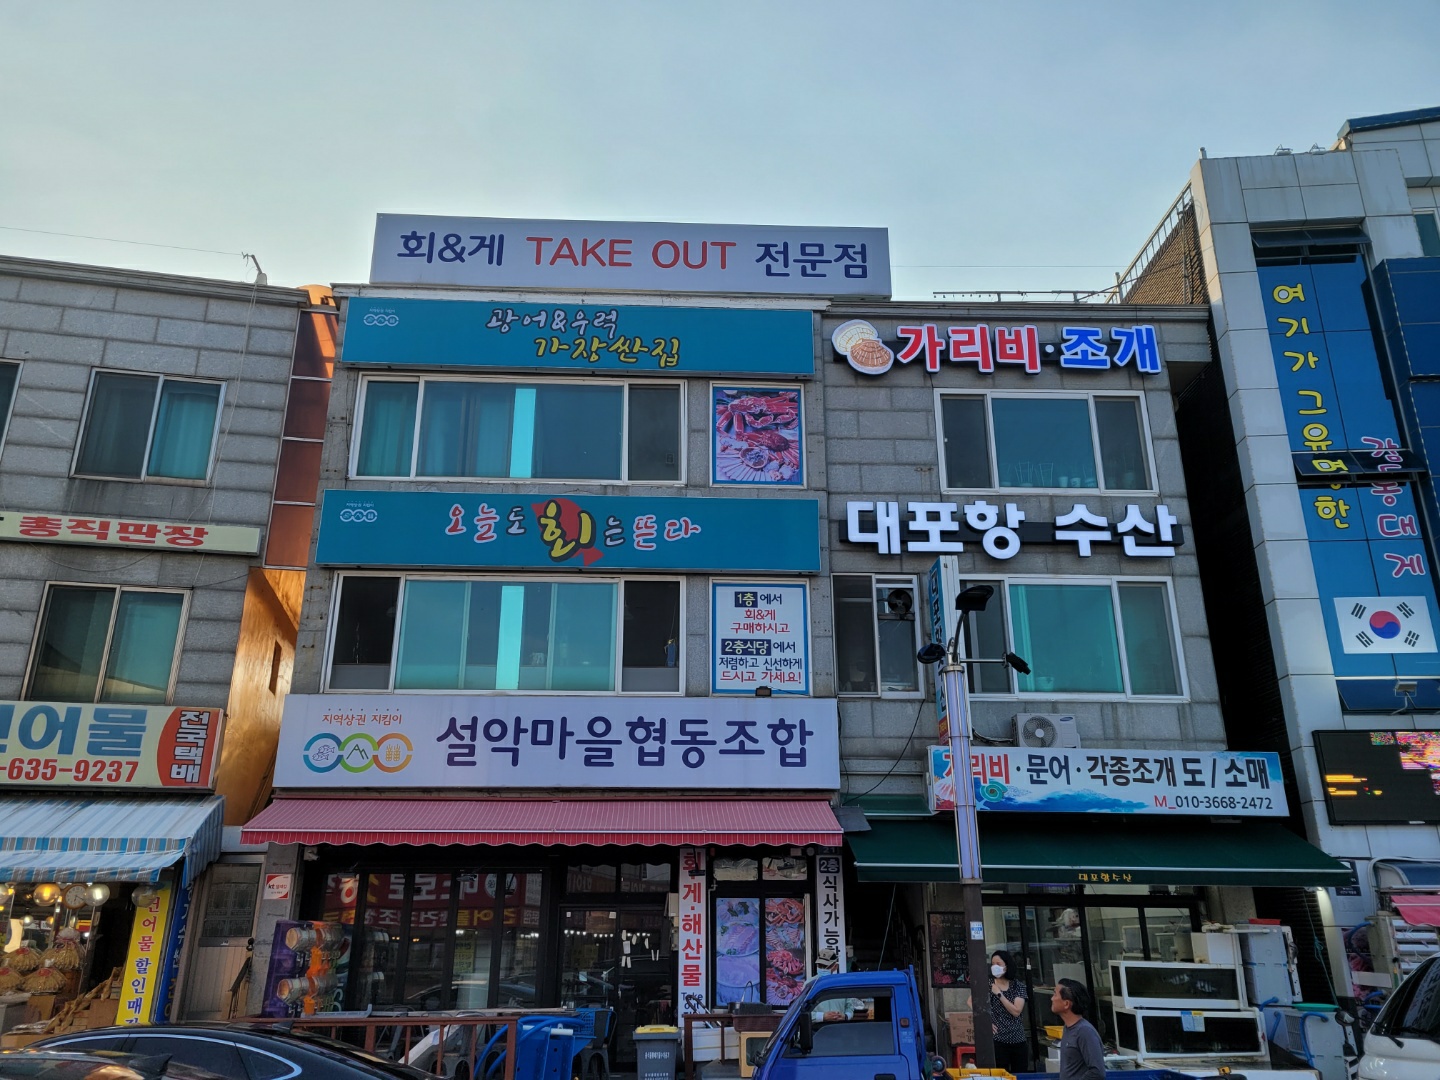 회&게 TAKE OUT 전문점
광어&우럭
가장싼집
오늘도 회는 뜬다
1층에서
회&게
구매하시고
2층식당에서
저렴하고 신선하게
드시고 가세요!
지역상권 지킴이
설악마을협동조합
회·게·해산물
Take
가리비·조개
대포항 수산
가리비·문어·각종조개 도/소매
M_010-3668-2472
대포항수산
총직판장
어물
-635-9237
전국택배
건어물할인매
2층식사가능
여기가 그 유명한
감동대게